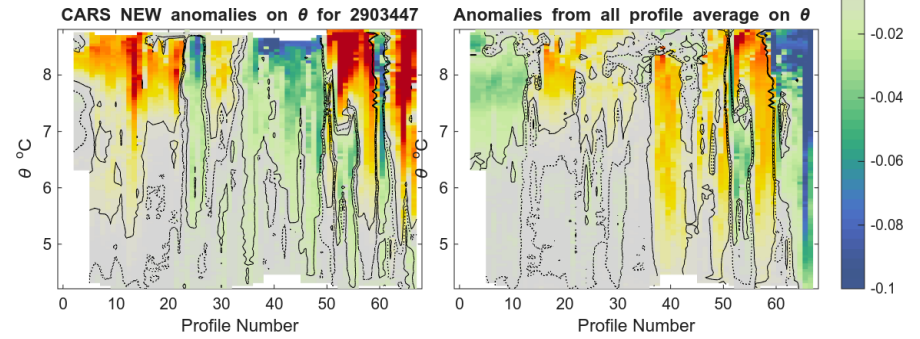 CARS NEW anomalies on θ for 2903447
Anomalies from all profile average on θ
8
7
6
5
θ °C
0 10 20 30 40 50 60
Profile Number
8
7
6
5
θ °C
0 10 20 30 40 50 60
Profile Number
-0.02
-0.04
-0.06
-0.08
-0.1